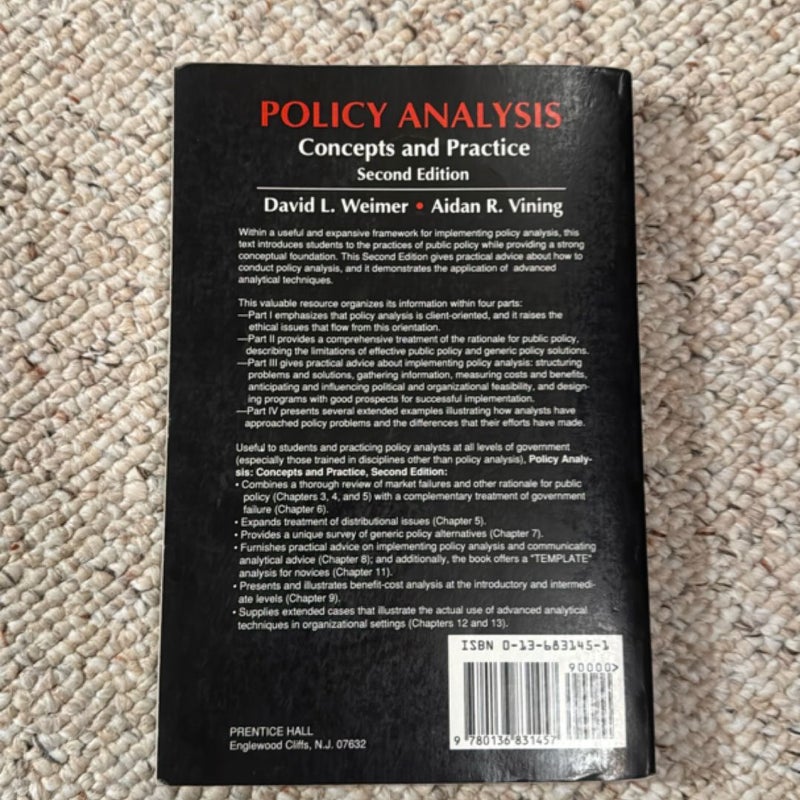 POLICY ANALYSIS
Concepts and Practice
Second Edition
David L. Weimer • Aidan R. Vining
Within a useful and expansive framework for implementing policy analysis, this
text introduces students to the practices of public policy while providing a strong
conceptual foundation. This Second Edition gives practical advice about how to
conduct policy analysis, and it demonstrates the application of advanced
analytical techniques.
This valuable resource organizes its information within four parts:
—Part I emphasizes that policy analysis is client-oriented, and it raises the
ethical issues that flow from this orientation.
—Part II provides a comprehensive treatment of the rationale for public policy,
describing the limitations of effective public policy and generic policy solutions.
—Part III gives practical advice about implementing policy analysis: structuring
problems and solutions, gathering information, measuring costs and benefits,
anticipating and influencing political and organizational feasibility, and design-
ing programs with good prospects for successful implementation.
—Part IV presents several extended examples illustrating how analysts have
approached policy problems and the differences that their efforts have made.
Useful to students and practicing policy analysts at all levels of government
(especially those trained in disciplines other than policy analysis), Policy Analy-
sis: Concepts and Practice, Second Edition:
• Combines a thorough review of market failures and other rationale for public
policy (Chapters 3, 4, and 5) with a complementary treatment of government
failure (Chapter 6).
• Expands treatment of distributional issues (Chapter 5).
• Provides a unique survey of generic policy alternatives (Chapter 7).
• Furnishes practical advice on implementing policy analysis and communicating
analytical advice (Chapter 8); and additionally, the book offers a "TEMPLATE"
analysis for novices (Chapter 11).
• Presents and illustrates benefit-cost analysis at the introductory and intermedi-
ate levels (Chapter 9).
• Supplies extended cases that illustrate the actual use of advanced analytical
techniques in organizational settings (Chapters 12 and 13).
ISBN 0-13-683145-1
90000>
9 780136 831457
PRENTICE HALL
Englewood Cliffs, N.J. 07632